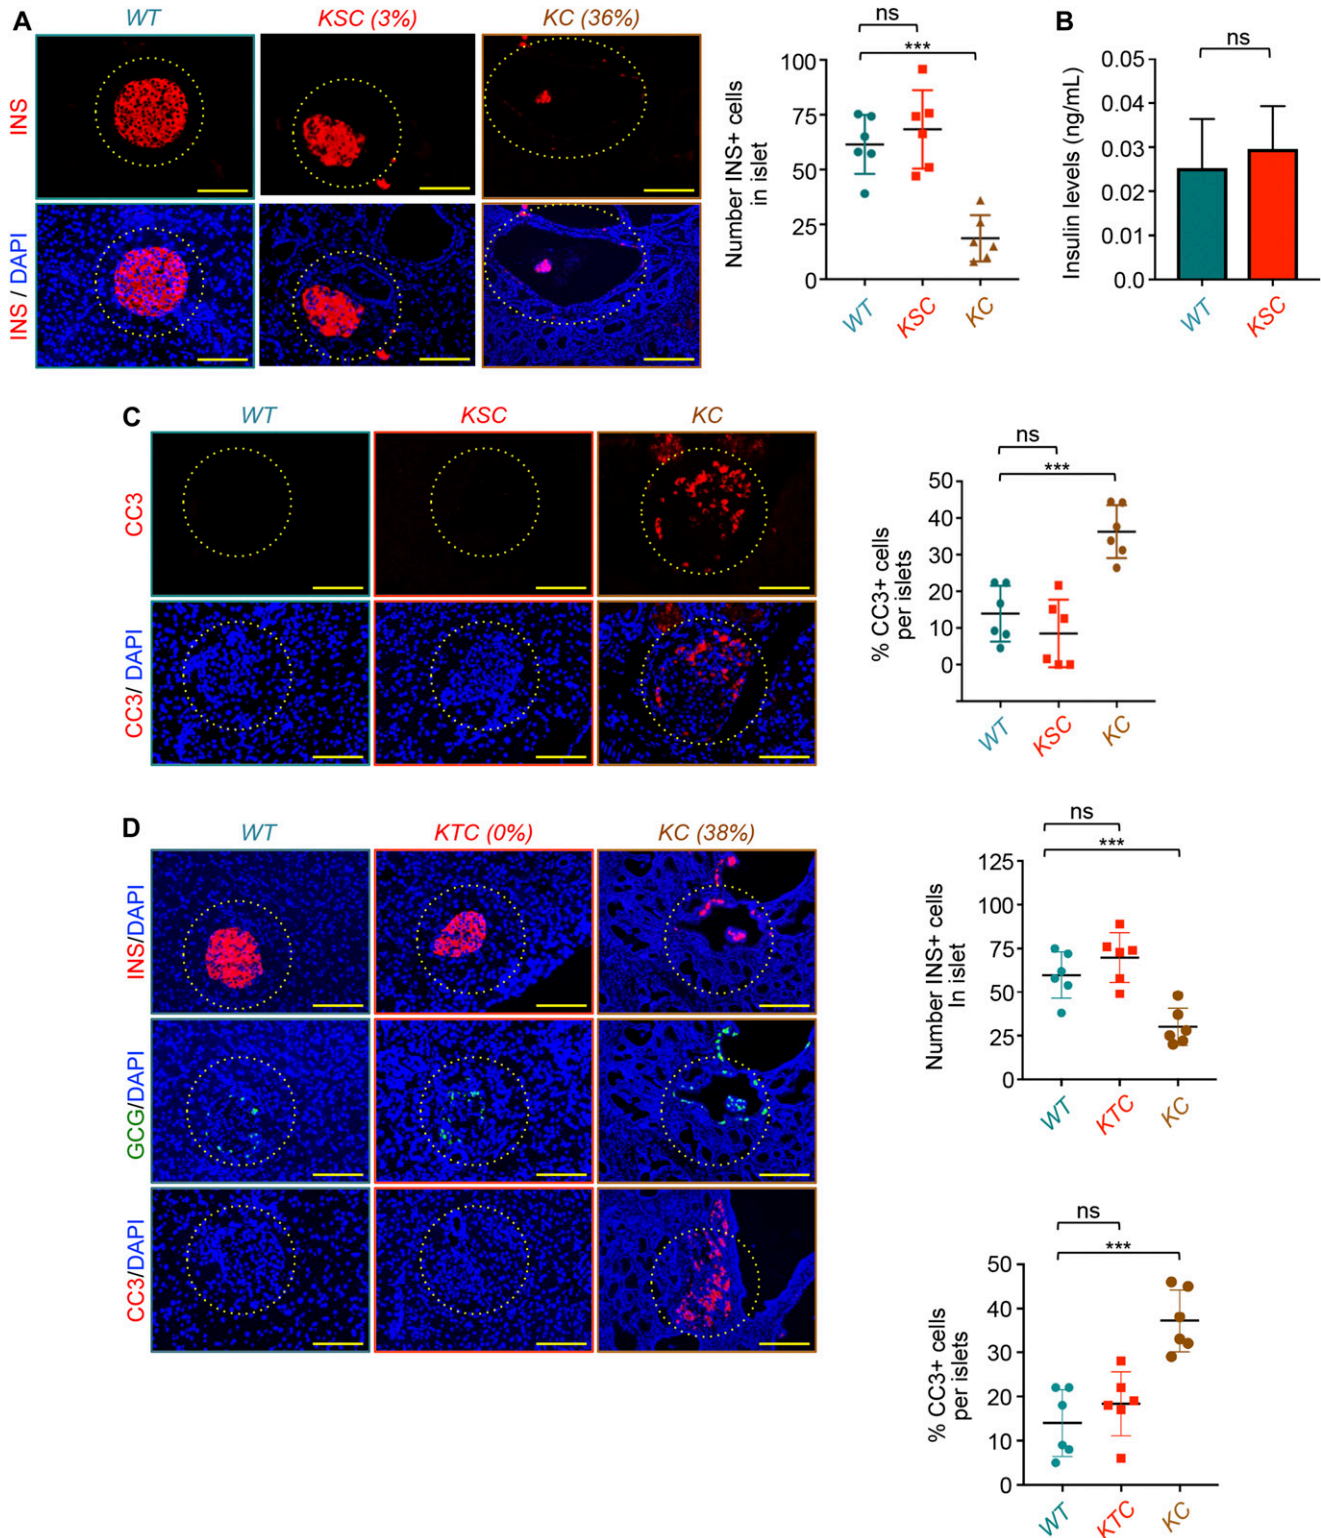 A
WT
KSC (3%)
KC (36%)
INS
INS / DAPI
ns
***
Number INS+ cells
in islet
100
75
50
25
0
WT
KSC
KC
B
ns
Insulin levels (ng/mL)
0.05
0.04
0.03
0.02
0.01
0.0
WT
KSC
C
WT
KSC
KC
CC3
CC3/ DAPI
ns
***
% CC3+ cells
per islets
50
40
30
20
10
0
WT
KSC
KC
D
WT
KTC (0%)
KC (38%)
INS/DAPI
GCG/DAPI
CC3/DAPI
ns
***
Number INS+ cells
In islet
125
100
75
50
25
0
WT
KTC
KC
ns
***
% CC3+ cells
per islets
50
40
30
20
10
0
WT
KTC
KC